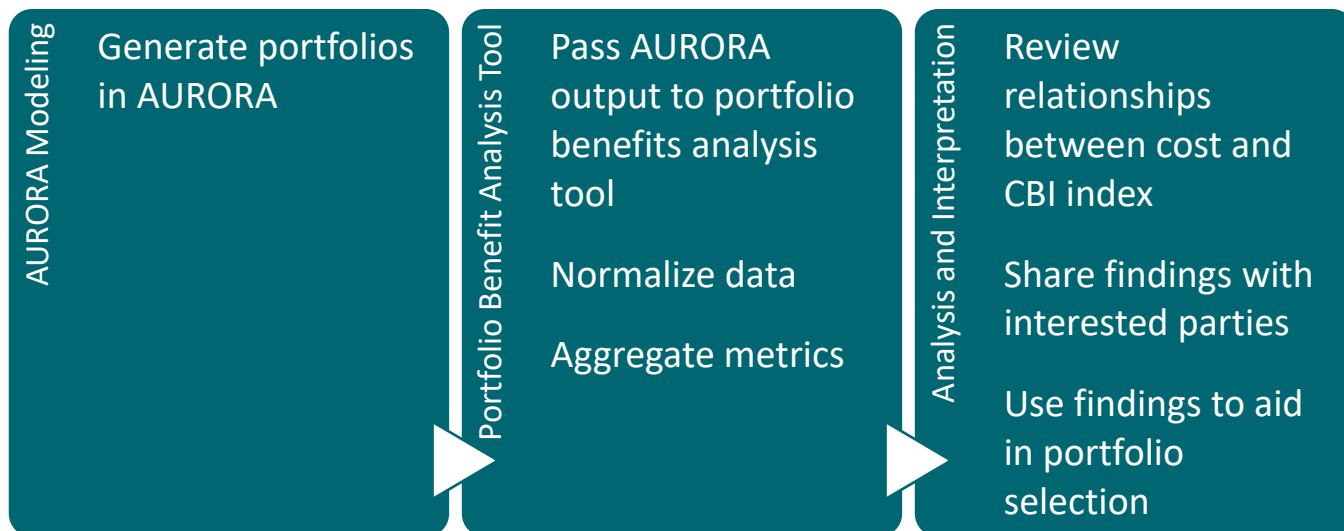 AURORA Modeling
Generate portfolios
in AURORA
Portfolio Benefit Analysis Tool
Pass AURORA
output to portfolio
benefits analysis
tool
Normalize data
Aggregate metrics
Analysis and Interpretation
Review
relationships
between cost and
CBI index
Share findings with
interested parties
Use findings to aid
in portfolio
selection